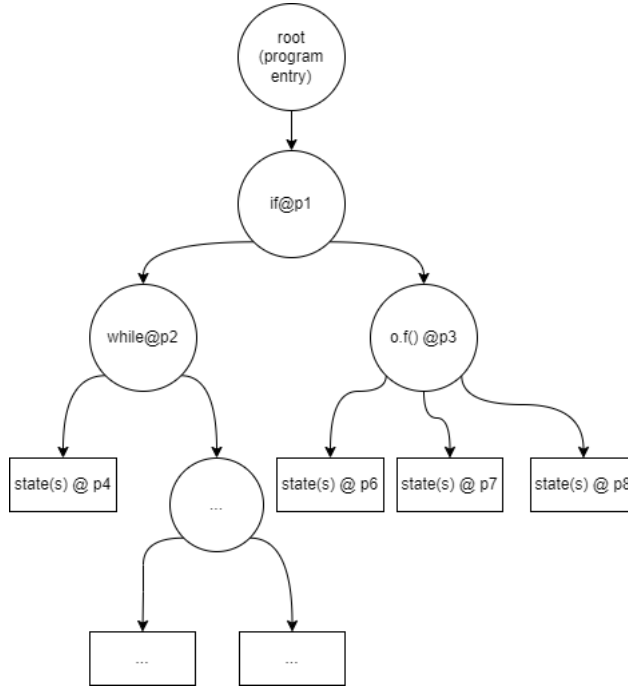 root
(program
entry)
if@p1
while@p2
o.f() @p3
state(s) @ p4
...
state(s) @ p6
state(s) @ p7
state(s) @ p8
...
...